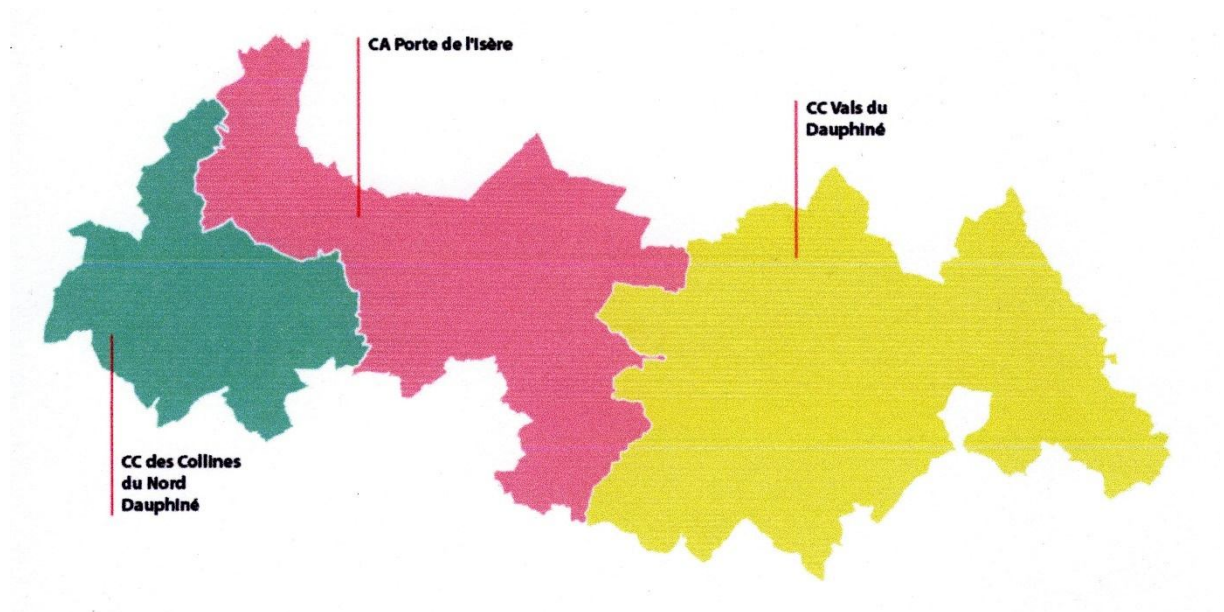 CA Porte de l'Isère
CC Vals du
Dauphiné
CC des Collines
du Nord
Dauphiné